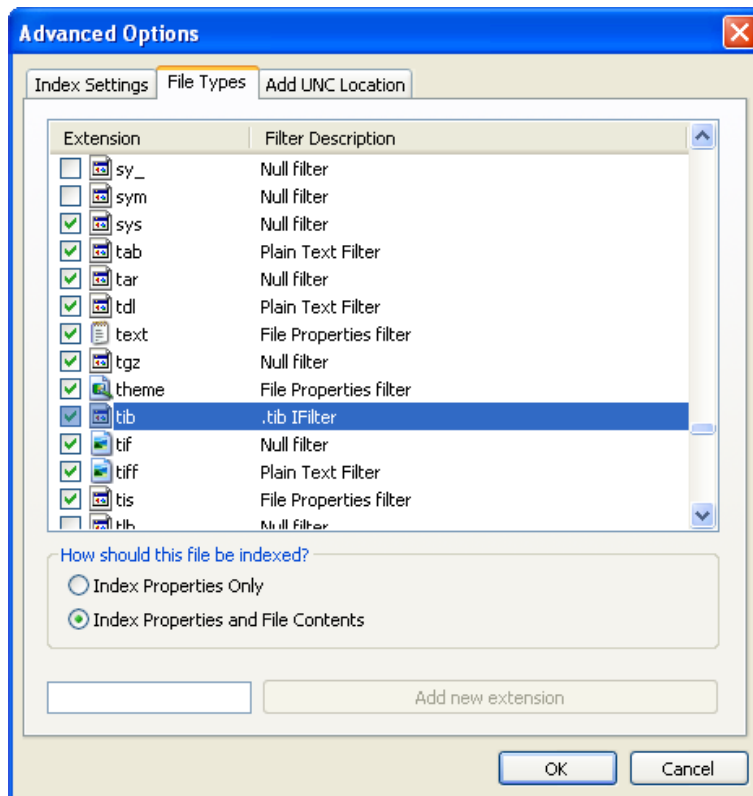 Advanced Options
Index Settings File Types Add UNC Location
Extension Filter Description
sy_ Null filter
sym Null filter
sys Null filter
tab Plain Text Filter
tar Null filter
tdl Plain Text Filter
text File Properties filter
tgz Null filter
theme File Properties filter
tib .tib IFilter
tif Null filter
tiff Plain Text Filter
tis File Properties filter
tlb Null filter
How should this file be indexed?
Index Properties Only
Index Properties and File Contents
Add new extension
OK Cancel